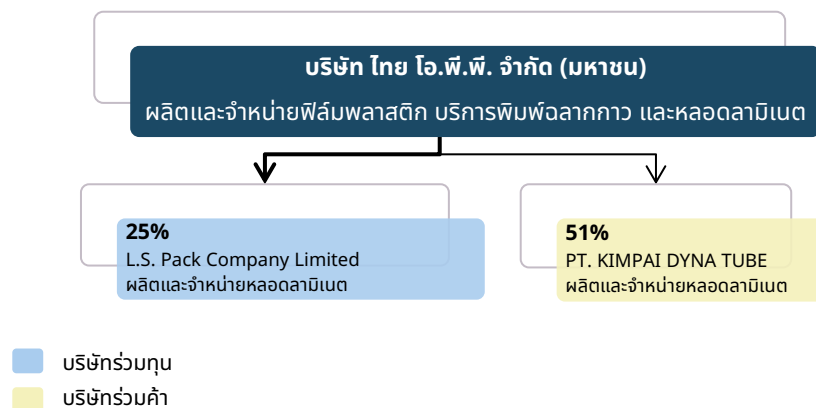 บริษัท ไทย โอ.พี.พี. จำกัด (มหาชน)
ผลิตและจำหน่ายฟิล์มพลาสติก บริการพิมพ์ฉลากกาว และหลอดลามิเนต
25%
L.S. Pack Company Limited
ผลิตและจำหน่ายหลอดลามิเนต
51%
PT. KIMPAI DYNA TUBE
ผลิตและจำหน่ายหลอดลามิเนต
บริษัทร่วมทุน
บริษัทร่วมค้า